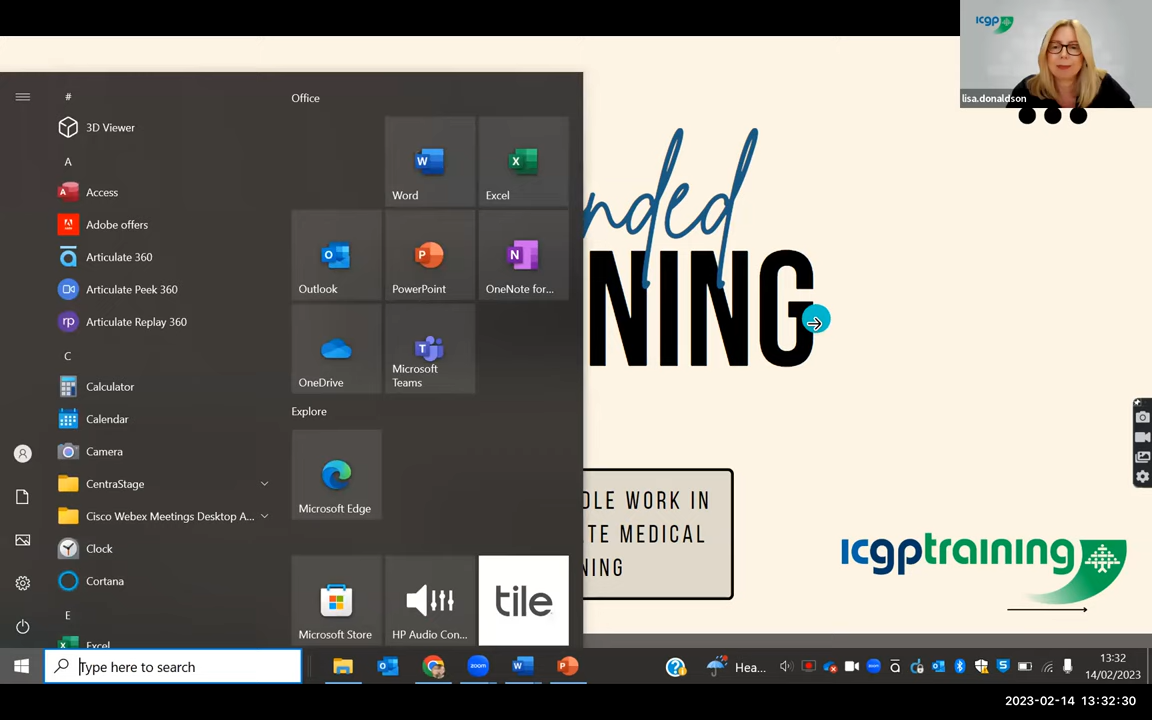 icgp
lisa.donaldson
#
Office
3D Viewer
A
Access
Word
Excel
Adobe offers
Articulate 360
Articulate Peek 360
Outlook
PowerPoint
OneNote for...
Articulate Replay 360
C
Calculator
OneDrive
Microsoft
Teams
Calendar
Explore
Camera
CentraStage
Cisco Webex Meetings Desktop A...
Microsoft Edge
Clock
Cortana
E
Excel
Microsoft Store
HP Audio Con...
tile
nded
NING
DLE WORK IN
TE MEDICAL
NING
icgptraining
Type here to search
Hea...
13:32
14/02/2023
2023-02-14 13:32:30